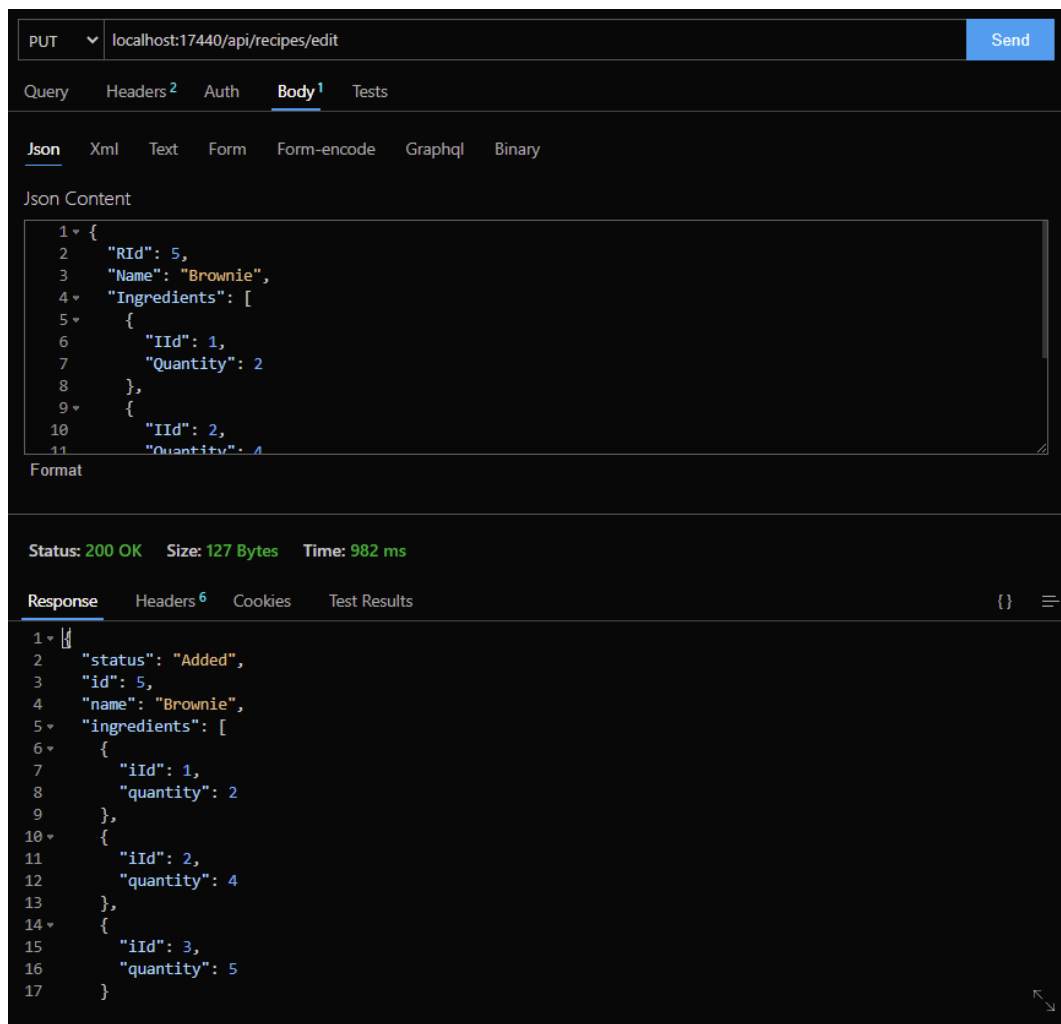 PUT localhost:17440/api/recipes/edit Send
Query Headers 2 Auth Body 1 Tests
Json Xml Text Form Form-encode Graphql Binary
Json Content
1 {
2 "RId": 5,
3 "Name": "Brownie",
4 "Ingredients": [
5 {
6 "IId": 1,
7 "Quantity": 2
8 },
9 {
10 "IId": 2,
11 "Quantity": 4
Format
Status: 200 OK Size: 127 Bytes Time: 982 ms
Response Headers 6 Cookies Test Results {}
1 {
2 "status": "Added",
3 "id": 5,
4 "name": "Brownie",
5 "ingredients": [
6 {
7 "iId": 1,
8 "quantity": 2
9 },
10 {
11 "iId": 2,
12 "quantity": 4
13 },
14 {
15 "iId": 3,
16 "quantity": 5
17 }